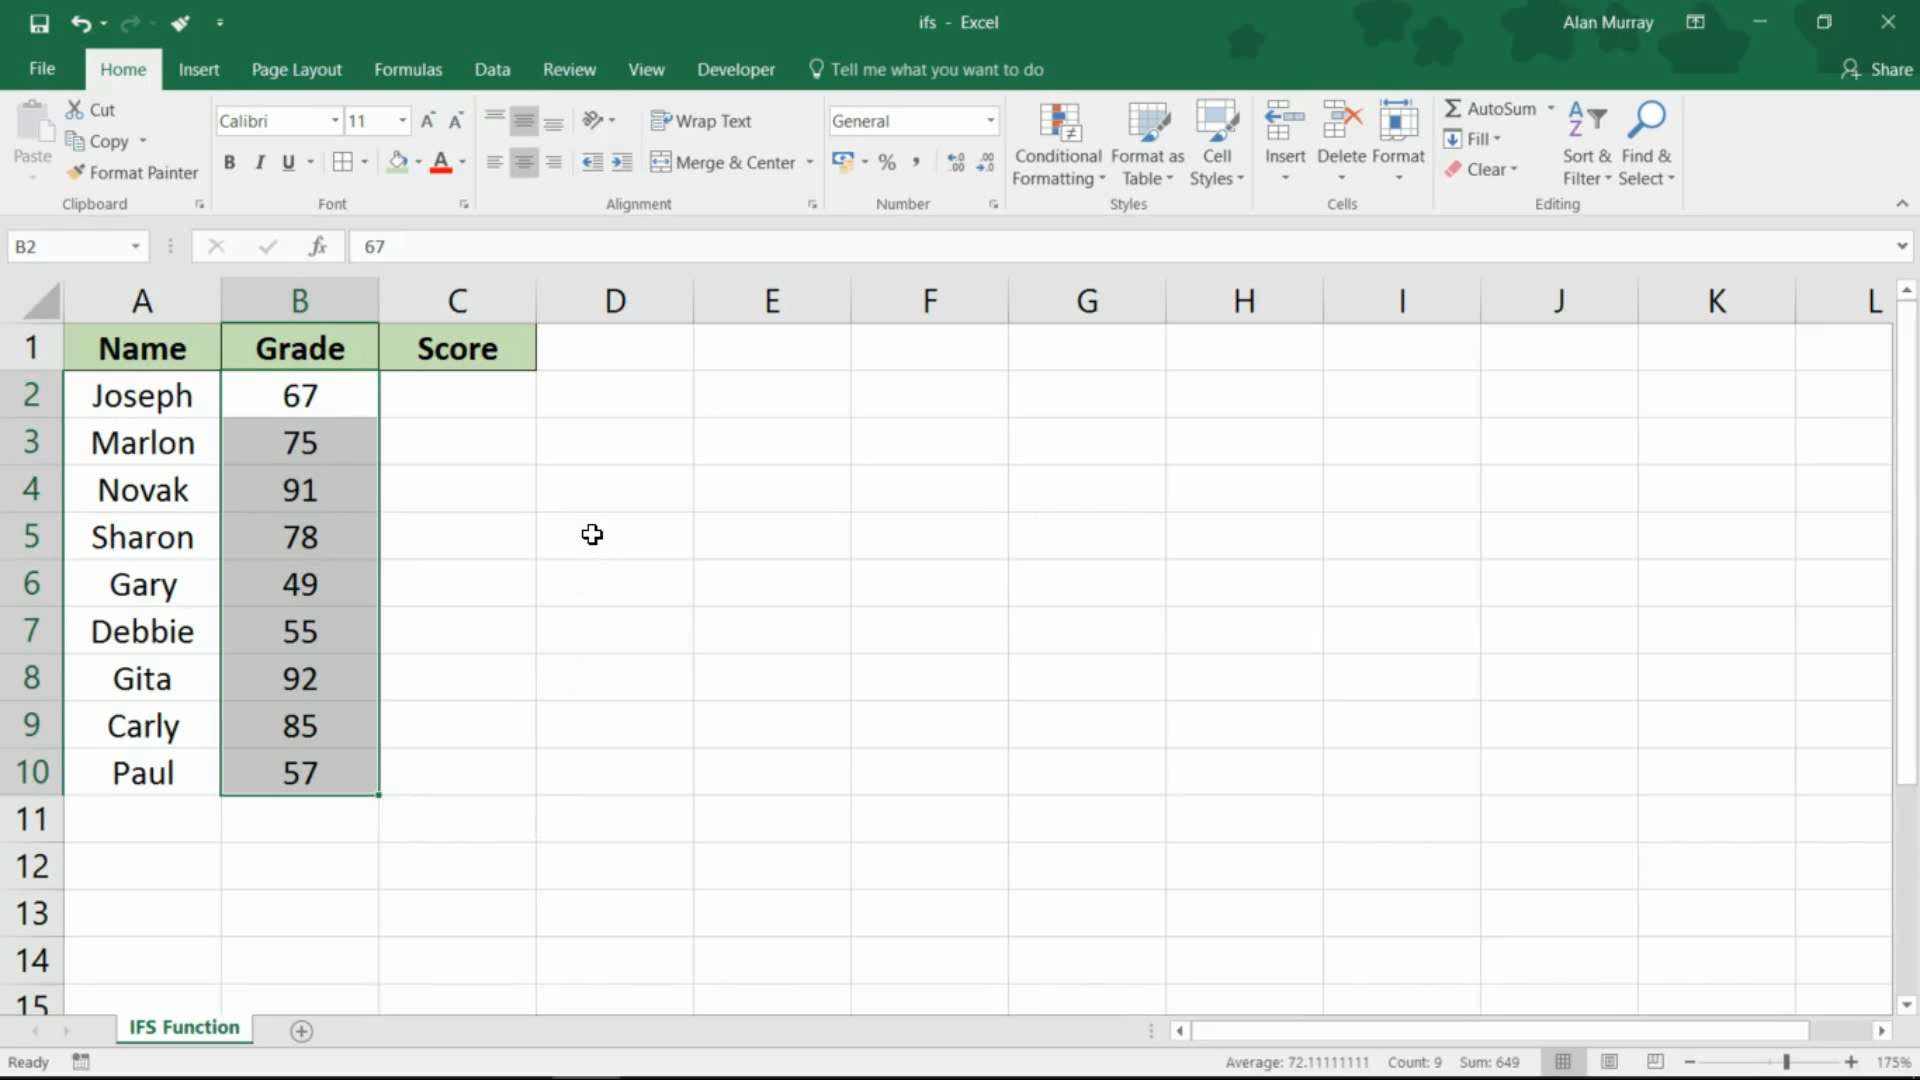 ifs - Excel
Alan Murray
File Home Insert Page Layout Formulas Data Review View Developer Tell me what you want to do Share
Paste
Cut
Copy
Format Painter
Clipboard
Calibri 11
B I U
Font
Wrap Text
Merge & Center
Alignment
General
%
Number
Conditional Formatting
Format as Table
Cell Styles
Styles
Insert Delete Format
Cells
AutoSum
Fill
Clear
Sort & Filter
Find & Select
Editing
B2 fx 67
A B C D E F G H I J K L
1 Name Grade Score
2 Joseph 67
3 Marlon 75
4 Novak 91
5 Sharon 78
6 Gary 49
7 Debbie 55
8 Gita 92
9 Carly 85
10 Paul 57
11
12
13
14
15
IFS Function
Ready Average: 72.11111111 Count: 9 Sum: 649 175%